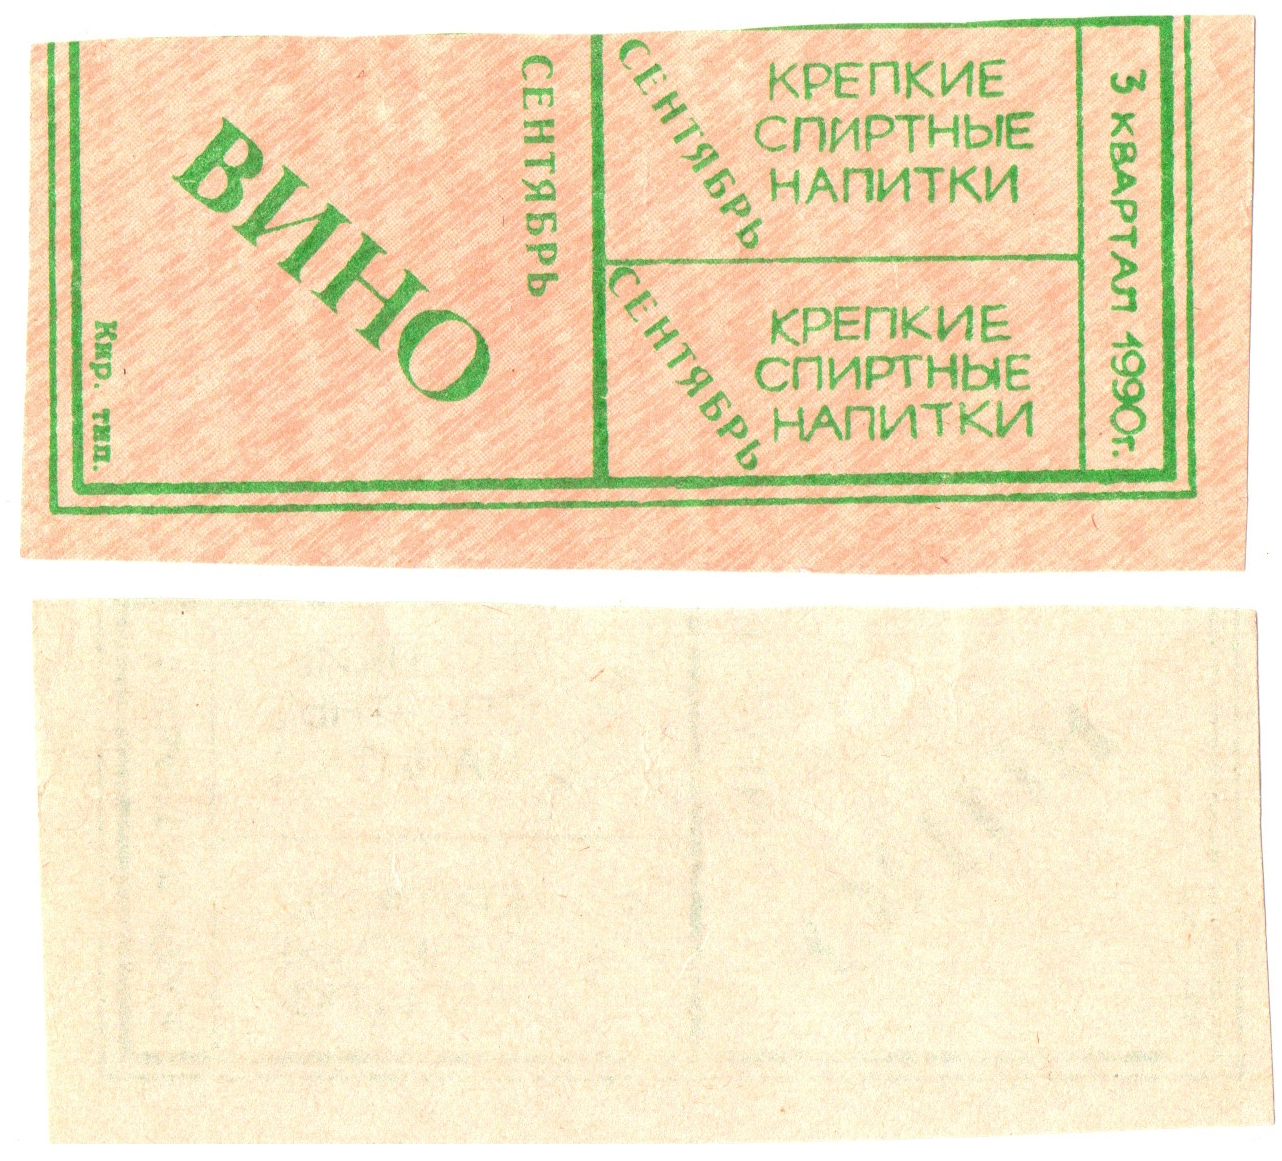 ВИНО
СЕНТЯБРЬ
Кир. тип.
СЕНТЯБРЬ
КРЕПКИЕ
СПИРТНЫЕ
НАПИТКИ
СЕНТЯБРЬ
КРЕПКИЕ
СПИРТНЫЕ
НАПИТКИ
3 КВАРТАЛ 1990г.